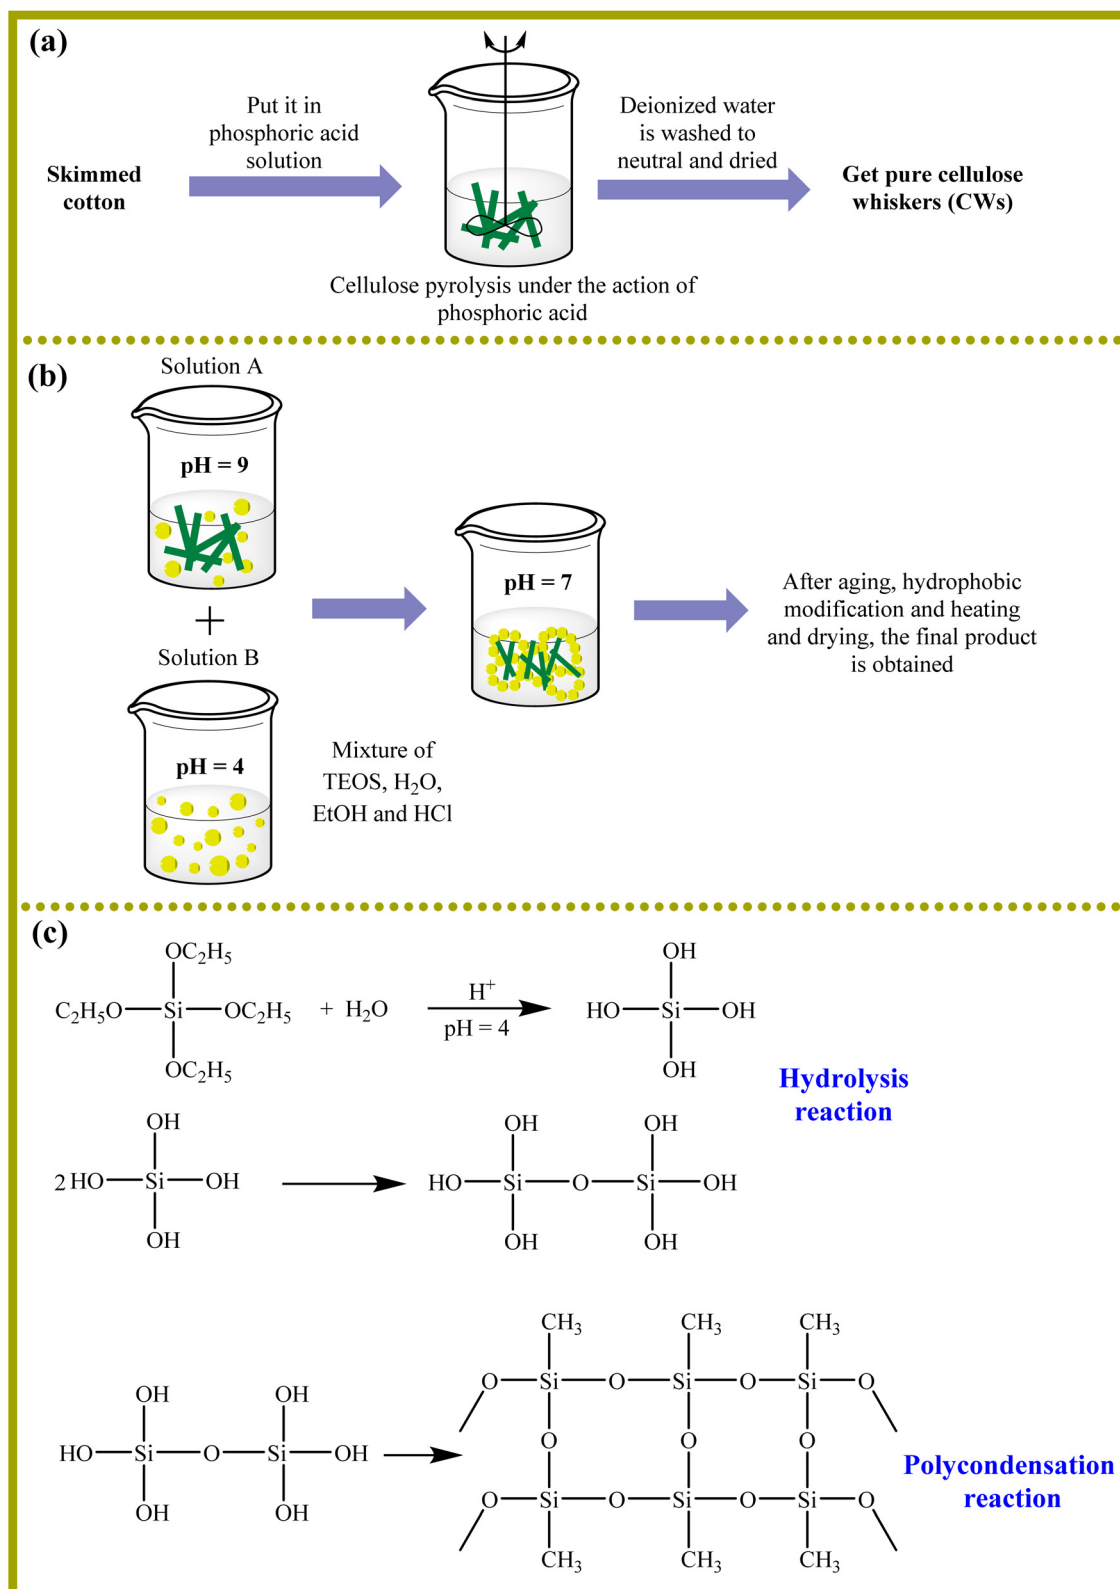 (a)
Skimmed
cotton
Put it in
phosphoric acid
solution
Cellulose pyrolysis under the action of
phosphoric acid
Deionized water
is washed to
neutral and dried
Get pure cellulose
whiskers (CWs)
(b)
Solution A
pH = 9
+
Solution B
pH = 4
Mixture of
TEOS, H₂O,
EtOH and HCl
pH = 7
After aging, hydrophobic
modification and heating
and drying, the final product
is obtained
(c)
OC₂H₅
C₂H₅O Si OC₂H₅ + H₂O
OC₂H₅
H⁺
pH = 4
OH
HO Si OH
OH
Hydrolysis
reaction
OH
2 HO Si OH
OH
OH OH
HO Si O Si OH
OH OH
OH OH
HO Si O Si OH
OH OH
CH₃ CH₃ CH₃
O Si O Si O Si O
O O O
O Si O Si O Si O
CH₃ CH₃ CH₃
Polycondensation
reaction